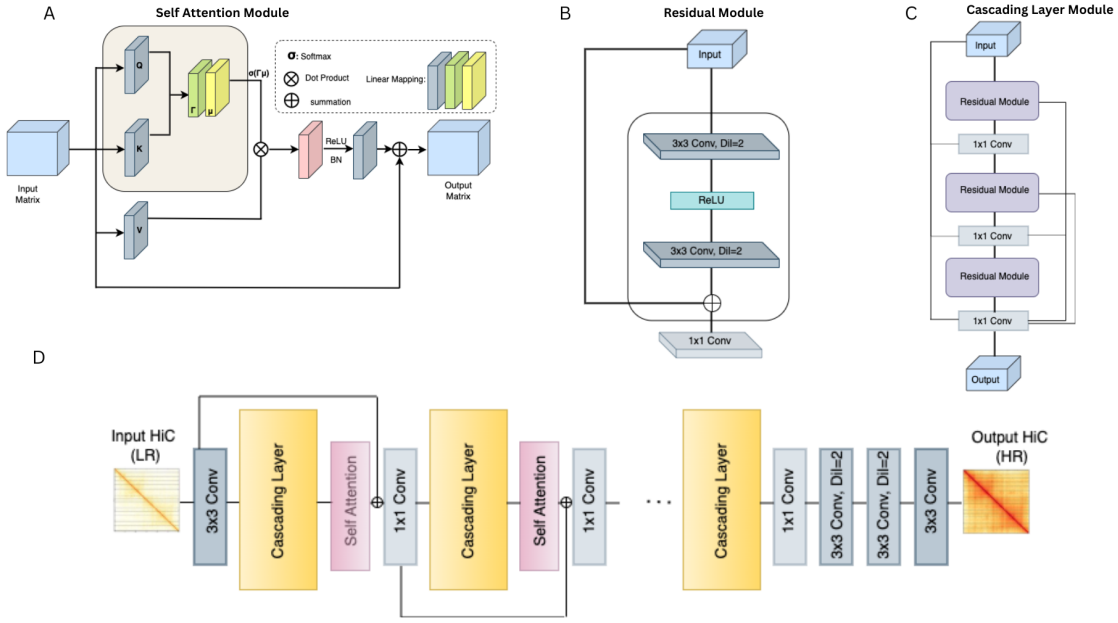 A
Self Attention Module
Q
K
V
Γ
μ
σ(Γμ)
σ: Softmax
Dot Product
summation
Linear Mapping:
Input
Matrix
ReLU
BN
Output
Matrix
B
Residual Module
Input
3x3 Conv, Dil=2
ReLU
3x3 Conv, Dil=2
1x1 Conv
C
Cascading Layer Module
Input
Residual Module
1x1 Conv
Residual Module
1x1 Conv
Residual Module
1x1 Conv
Output
D
Input HiC
(LR)
3x3 Conv
Cascading Layer
Self Attention
1x1 Conv
Cascading Layer
Self Attention
1x1 Conv
...
Cascading Layer
1x1 Conv
3x3 Conv, Dil=2
3x3 Conv, Dil=2
3x3 Conv
Output HiC
(HR)